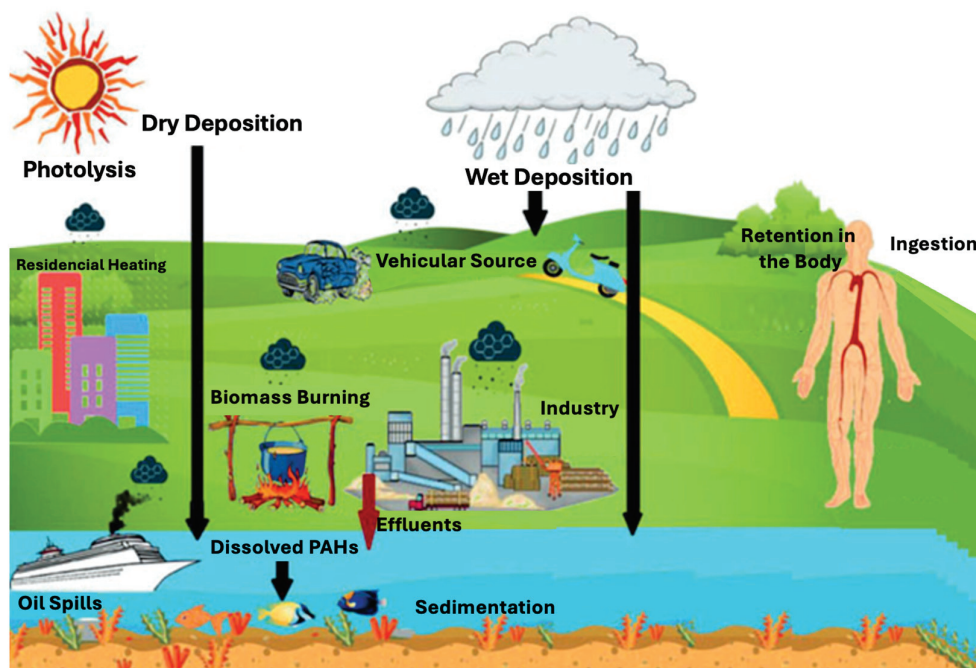 Dry Deposition
Photolysis
Wet Deposition
Residencial Heating
Vehicular Source
Retention in
the Body
Ingestion
Biomass Burning
Industry
Effluents
Dissolved PAHs
Oil Spills
Sedimentation